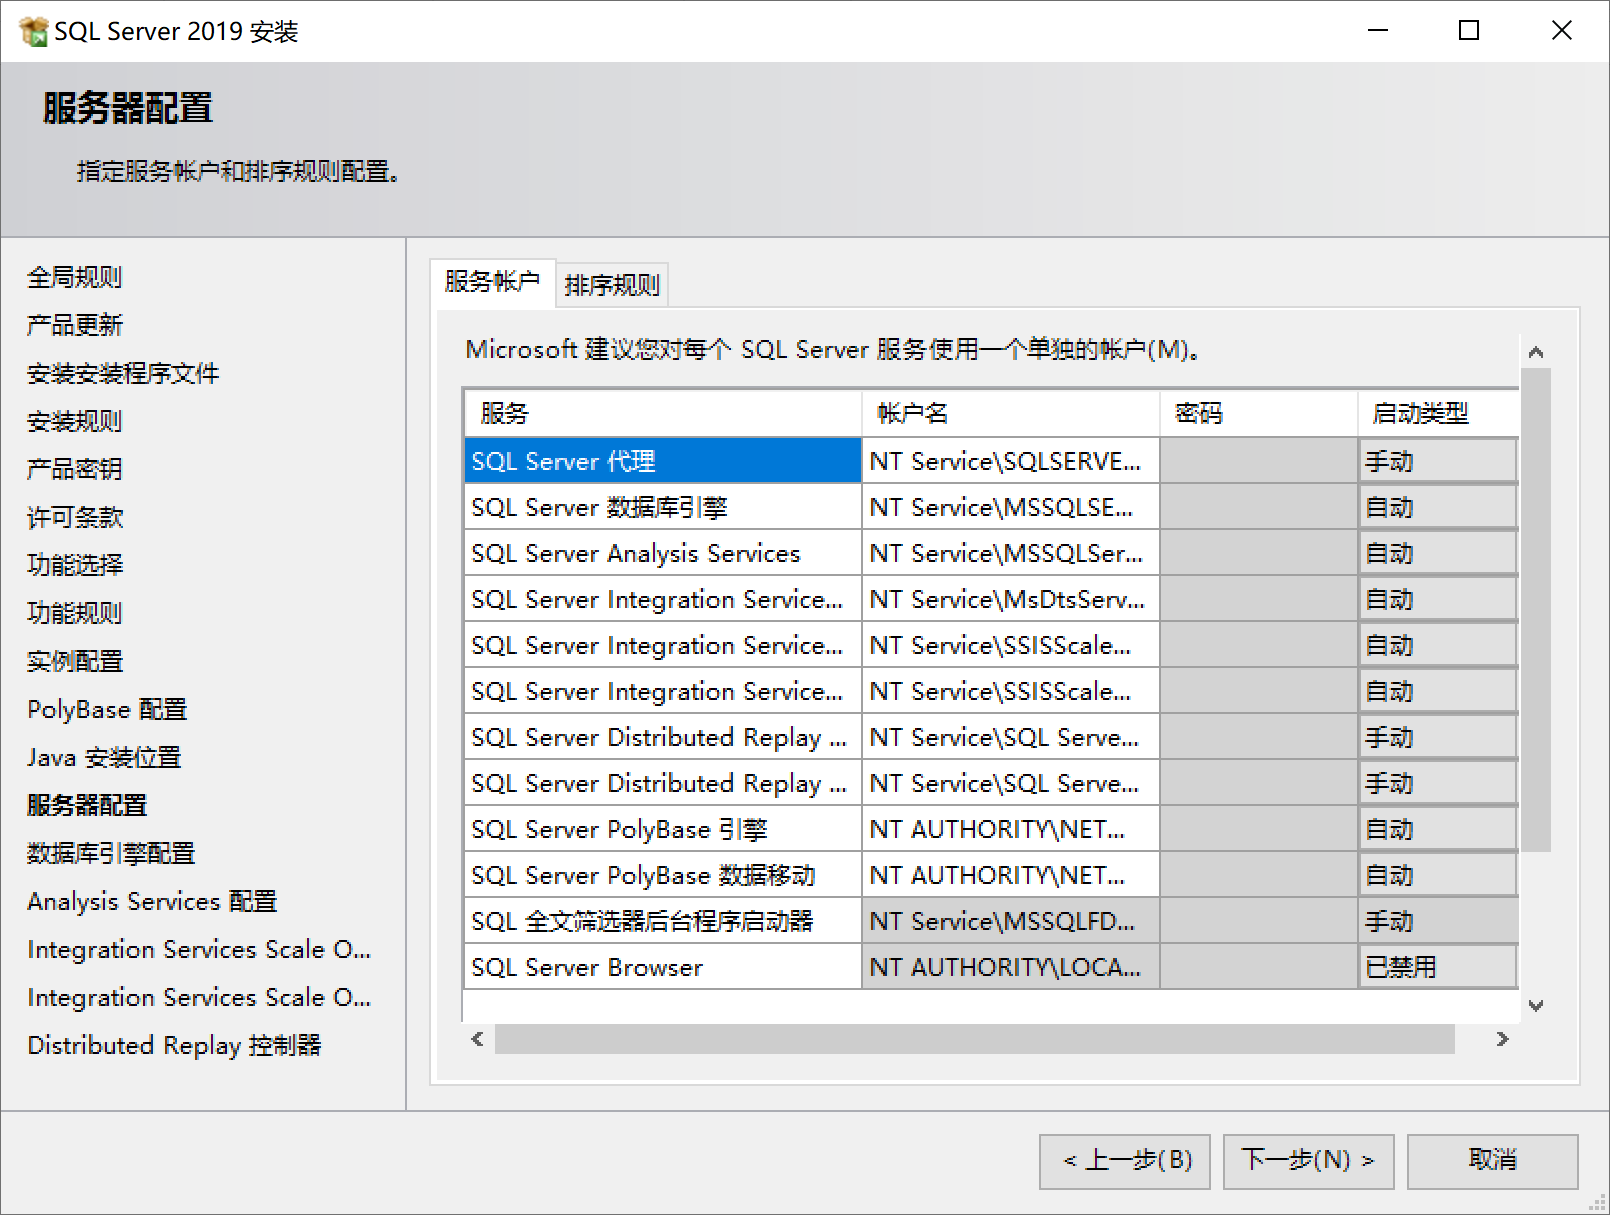 SQL Server 2019 安装
服务器配置
指定服务帐户和排序规则配置。
全局规则
产品更新
安装安装程序文件
安装规则
产品密钥
许可条款
功能选择
功能规则
实例配置
PolyBase 配置
Java 安装位置
服务器配置
数据库引擎配置
Analysis Services 配置
Integration Services Scale O...
Integration Services Scale O...
Distributed Replay 控制器
服务帐户 排序规则
Microsoft 建议您对每个 SQL Server 服务使用一个单独的帐户(M)。
服务 帐户名 密码 启动类型
SQL Server 代理 NT Service\SQLSERVE... 手动
SQL Server 数据库引擎 NT Service\MSSQLSE... 自动
SQL Server Analysis Services NT Service\MSSQLSer... 自动
SQL Server Integration Service... NT Service\MsDtsServ... 自动
SQL Server Integration Service... NT Service\SSISScale... 自动
SQL Server Integration Service... NT Service\SSISScale... 自动
SQL Server Distributed Replay ... NT Service\SQL Serve... 手动
SQL Server Distributed Replay ... NT Service\SQL Serve... 手动
SQL Server PolyBase 引擎 NT AUTHORITY\NET... 自动
SQL Server PolyBase 数据移动 NT AUTHORITY\NET... 自动
SQL 全文筛选器后台程序启动器 NT Service\MSSQLFD... 手动
SQL Server Browser NT AUTHORITY\LOCA... 已禁用
< 上一步(B) 下一步(N) > 取消